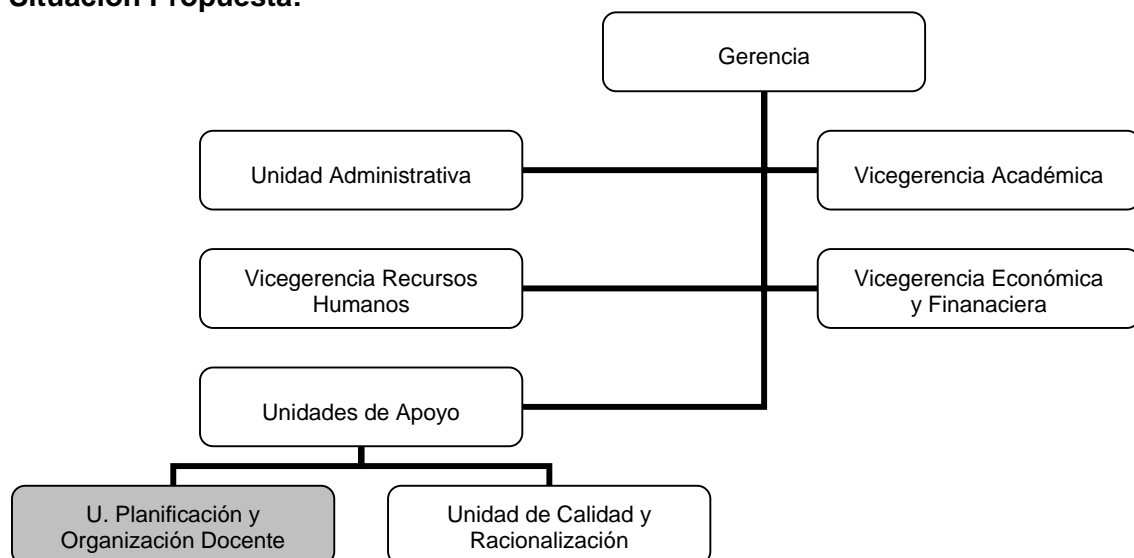 Situación Propuesta:
Gerencia
Unidad Administrativa
Vicegerencia Académica
Vicegerencia Recursos
Humanos
Vicegerencia Económica
y Finanaciera
Unidades de Apoyo
U. Planificación y
Organización Docente
Unidad de Calidad y
Racionalización